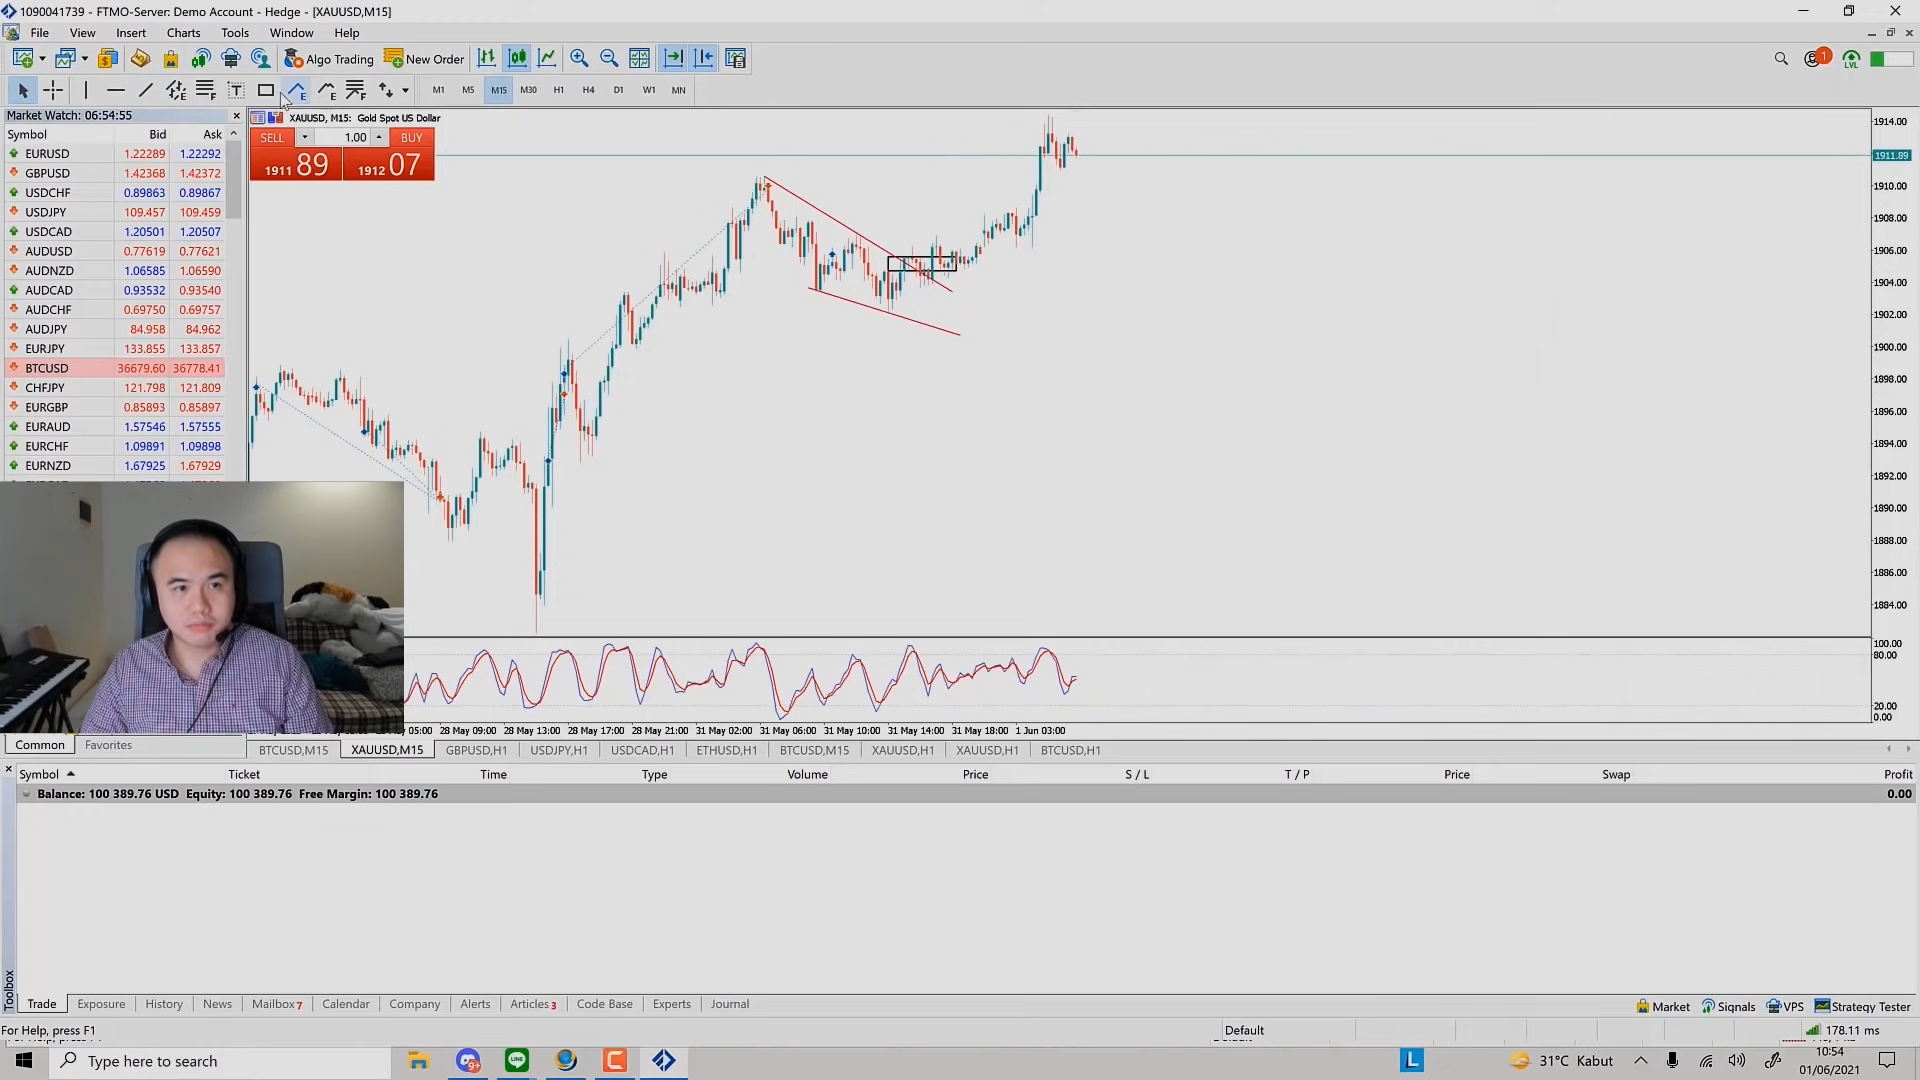 1090041739 - FTMO-Server: Demo Account - Hedge - [XAUUSD,M15]
File View Insert Charts Tools Window Help
Algo Trading New Order
1
LVL
M1 M5 M15 M30 H1 H4 D1 W1 MN
Market Watch: 06:54:55
Symbol Bid Ask
EURUSD 1.22289 1.22292
GBPUSD 1.42368 1.42372
USDCHF 0.89863 0.89867
USDJPY 109.457 109.459
USDCAD 1.20501 1.20507
AUDUSD 0.77619 0.77621
AUDNZD 1.06585 1.06590
AUDCAD 0.93532 0.93540
AUDCHF 0.69750 0.69757
AUDJPY 84.958 84.962
EURJPY 133.855 133.857
BTCUSD 36679.60 36778.41
CHFJPY 121.798 121.809
EURGBP 0.85893 0.85897
EURAUD 1.57546 1.57555
EURCHF 1.09891 1.09898
EURNZD 1.67925 1.67929
Common Favorites
XAUUSD, M15: Gold Spot US Dollar
SELL 1.00 BUY
1911 89 1912 07
1914.00
1911.89
1910.00
1908.00
1906.00
1904.00
1902.00
1900.00
1898.00
1896.00
1894.00
1892.00
1890.00
1888.00
1886.00
1884.00
100.00
80.00
20.00
0.00
05:00 28 May 09:00 28 May 13:00 28 May 17:00 28 May 21:00 31 May 02:00 31 May 06:00 31 May 10:00 31 May 14:00 31 May 18:00 1 Jun 03:00
BTCUSD,M15 XAUUSD,M15 GBPUSD,H1 USDJPY,H1 USDCAD,H1 ETHUSD,H1 BTCUSD,M15 XAUUSD,H1 XAUUSD,H1 BTCUSD,H1
Symbol Ticket Time Type Volume Price S / L T / P Price Swap Profit
Balance: 100 389.76 USD Equity: 100 389.76 Free Margin: 100 389.76 0.00
Toolbox
Trade Exposure History News Mailbox 7 Calendar Company Alerts Articles 3 Code Base Experts Journal
Market Signals VPS Strategy Tester
For Help, press F1 Default 178.11 ms
Type here to search
9+
LINE
L
31°C Kabut
10:54
01/06/2021